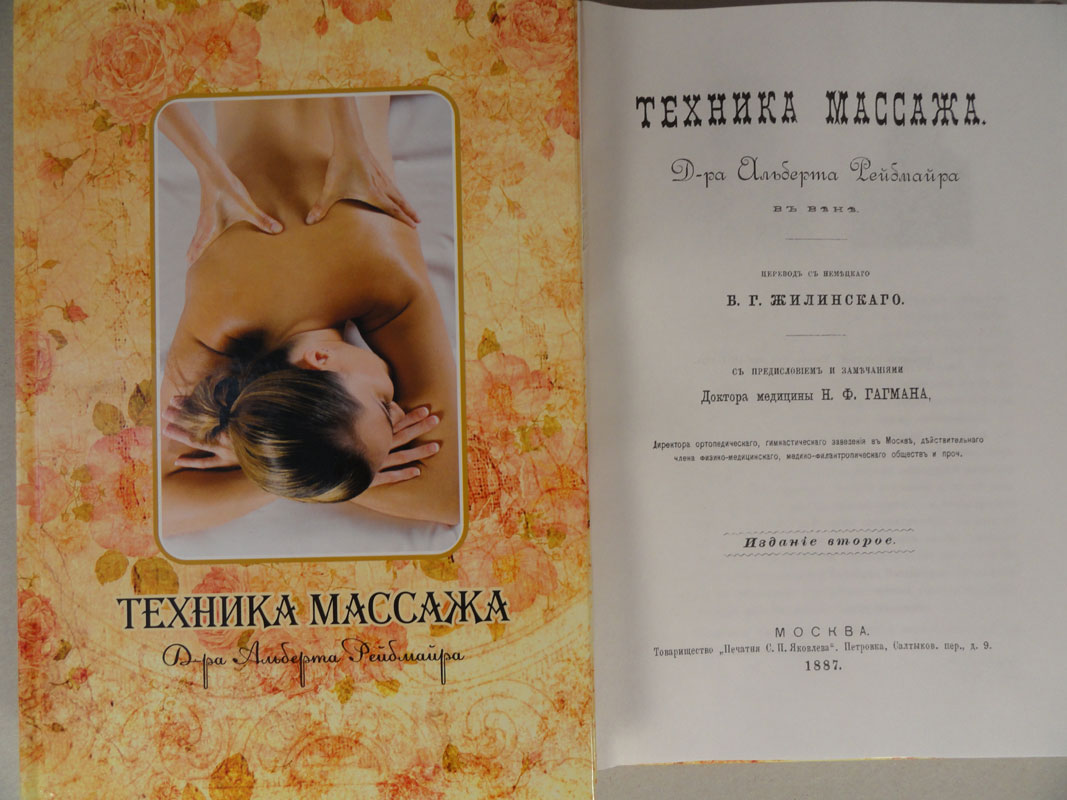 ТЕХНИКА МАССАЖА
Д-ра Альберта Рейбмайра
ТЕХНИКА МАССАЖА.
Д-ра Альберта Рейбмайра
ВЪ ВѢНѢ.
ПЕРЕВОДЪ СЪ НѢМЕЦКАГО
В. Г. ЖИЛИНСКАГО.
СЪ ПРЕДИСЛОВІЕМЪ И ЗАМѢЧАНІЯМИ
Доктора медицины Н. Ф. ГАГМАНА,
Директора ортопедическаго, гимнастическаго заведенія въ Москвѣ, дѣйствительнаго
члена физико-медицинскаго, медико-филантропическаго обществъ и проч.
Изданіе второе.
МОСКВА.
Товарищество „Печатня С. П. Яковлева“. Петровка, Салтыков. пер., д. 9.
1887.